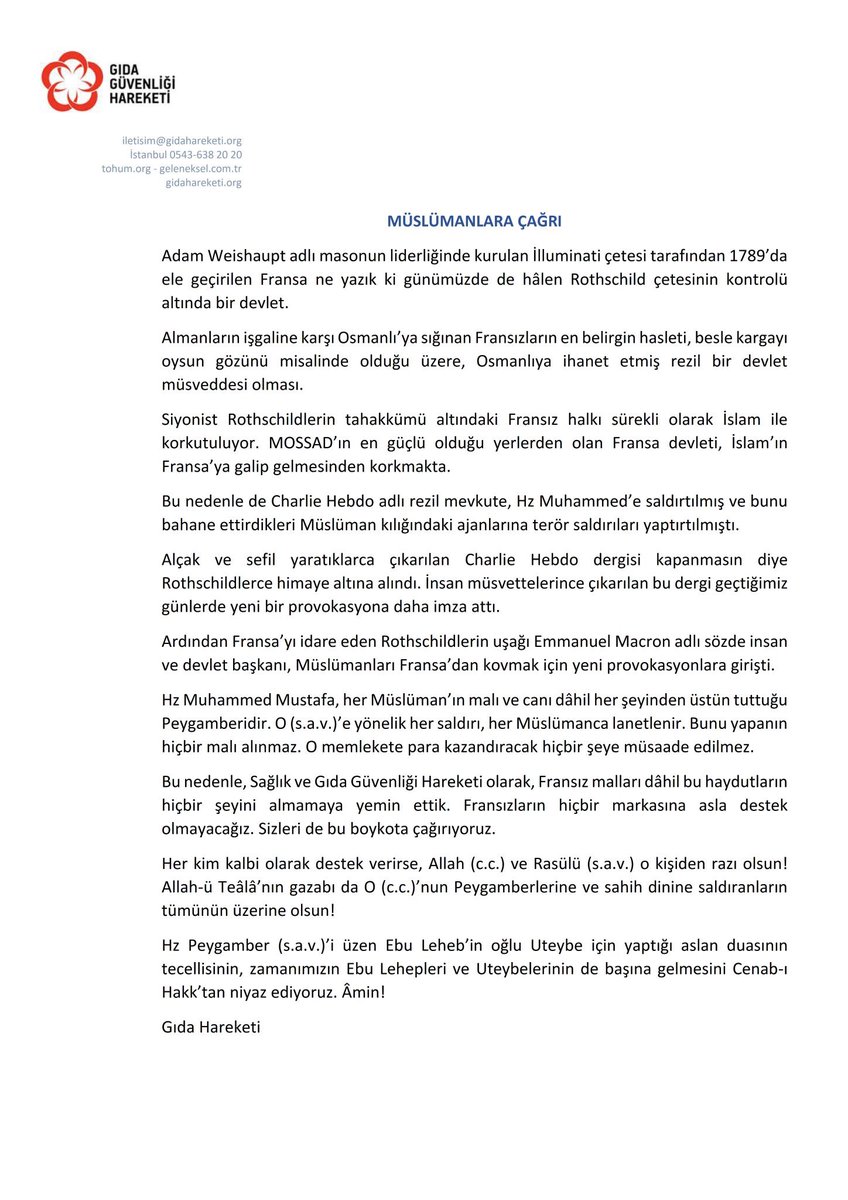 GIDA
GÜVENLİĞİ
HAREKETİ
iletisim@gidahareketi.org
İstanbul 0543-638 20 20
tohum.org - geleneksel.com.tr
gidahareketi.org
MÜSLÜMANLARA ÇAĞRI
Adam Weishaupt adlı masonun liderliğinde kurulan İlluminati çetesi tarafından 1789’da
ele geçirilen Fransa ne yazık ki günümüzde de hâlen Rothschild çetesinin kontrolü
altında bir devlet.
Almanların işgaline karşı Osmanlı’ya sığınan Fransızların en belirgin hasleti, besle kargayı
oysun gözünü misalinde olduğu üzere, Osmanlıya ihanet etmiş rezil bir devlet
müsveddesi olması.
Siyonist Rothschildlerin tahakkümü altındaki Fransız halkı sürekli olarak İslam ile
korkutuluyor. MOSSAD’ın en güçlü olduğu yerlerden olan Fransa devleti, İslam’ın
Fransa’ya galip gelmesinden korkmakta.
Bu nedenle de Charlie Hebdo adlı rezil mevkute, Hz Muhammed’e saldırtılmış ve bunu
bahane ettirdikleri Müslüman kılığındaki ajanlarına terör saldırıları yaptırtılmıştı.
Alçak ve sefil yaratıklarca çıkarılan Charlie Hebdo dergisi kapanmasın diye
Rothschildlerce himaye altına alındı. İnsan müsvettelerince çıkarılan bu dergi geçtiğimiz
günlerde yeni bir provokasyona daha imza attı.
Ardından Fransa’yı idare eden Rothschildlerin uşağı Emmanuel Macron adlı sözde insan
ve devlet başkanı, Müslümanları Fransa’dan kovmak için yeni provokasyonlara girişti.
Hz Muhammed Mustafa, her Müslüman’ın malı ve canı dâhil her şeyinden üstün tuttuğu
Peygamberidir. O (s.a.v.)’e yönelik her saldırı, her Müslümanca lanetlenir. Bunu yapanın
hiçbir malı alınmaz. O memlekete para kazandıracak hiçbir şeye müsaade edilmez.
Bu nedenle, Sağlık ve Gıda Güvenliği Hareketi olarak, Fransız malları dâhil bu haydutların
hiçbir şeyini almamaya yemin ettik. Fransızların hiçbir markasına asla destek
olmayacağız. Sizleri de bu boykota çağırıyoruz.
Her kim kalbi olarak destek verirse, Allah (c.c.) ve Rasülü (s.a.v.) o kişiden razı olsun!
Allah-ü Teâlâ’nın gazabı da O (c.c.)’nun Peygamberlerine ve sahih dinine saldıranların
tümünün üzerine olsun!
Hz Peygamber (s.a.v.)’i üzen Ebu Leheb’in oğlu Uteybe için yaptığı aslan duasının
tecellisinin, zamanımızın Ebu Lehepleri ve Uteybelerinin de başına gelmesini Cenab-ı
Hakk’tan niyaz ediyoruz. Âmin!
Gıda Hareketi